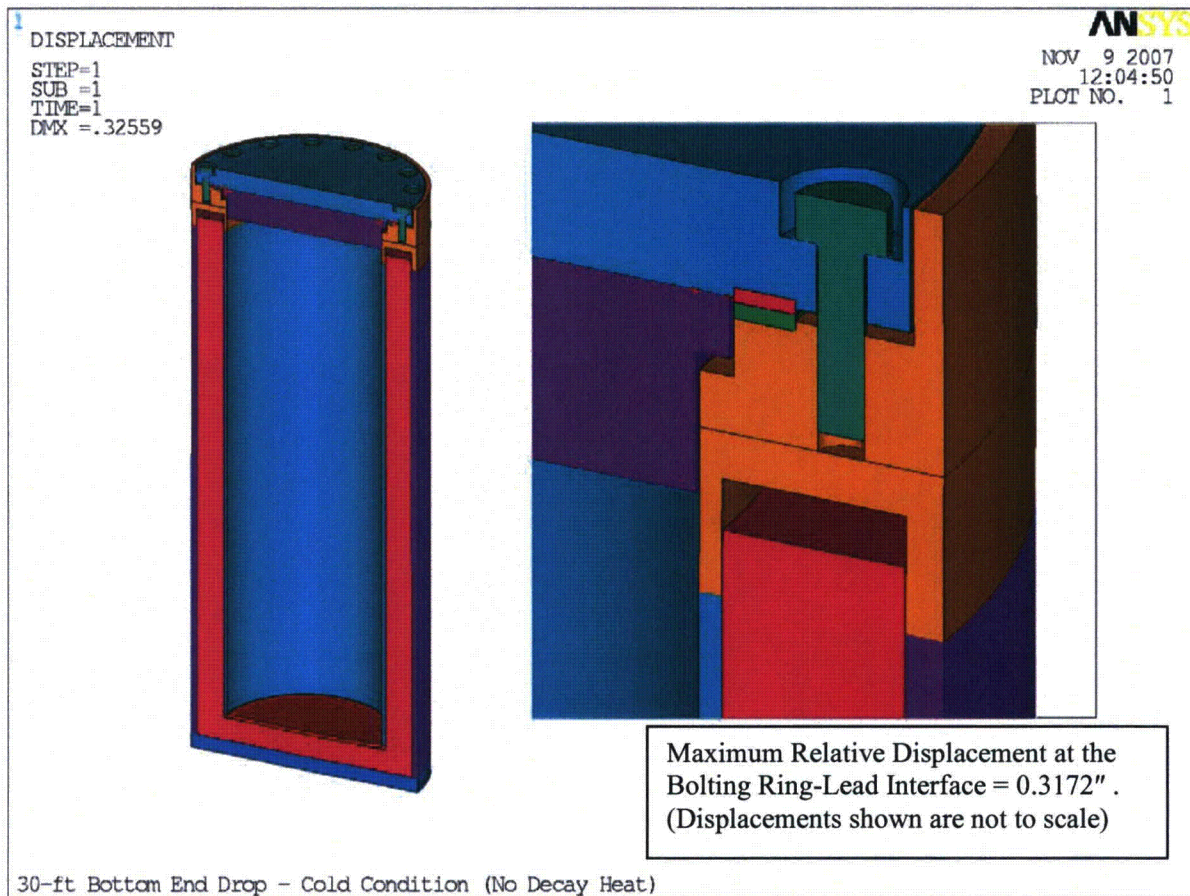 1
DISPLACEMENT
STEP=1
SUB =1
TIME=1
DMX =.32559
ANSYS
NOV 9 2007
12:04:50
PLOT NO. 1
Maximum Relative Displacement at the
Bolting Ring-Lead Interface = 0.3172″ .
(Displacements shown are not to scale)
30-ft Bottom End Drop - Cold Condition (No Decay Heat)